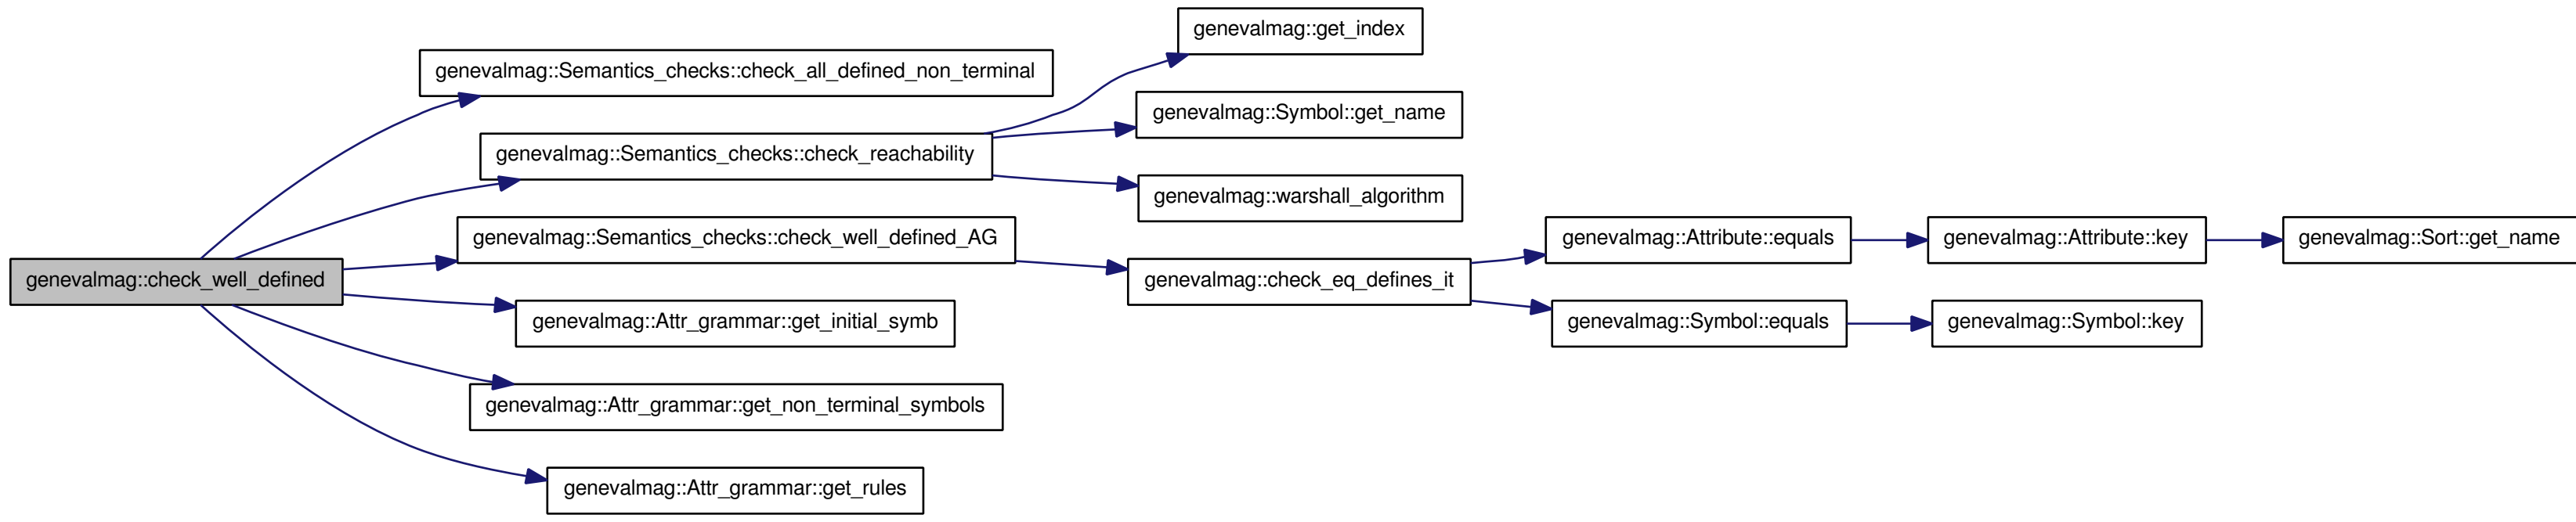 genevalmag::check_well_defined
genevalmag::Semantics_checks::check_all_defined_non_terminal
genevalmag::Semantics_checks::check_reachability
genevalmag::get_index
genevalmag::Symbol::get_name
genevalmag::warshall_algorithm
genevalmag::Semantics_checks::check_well_defined_AG
genevalmag::check_eq_defines_it
genevalmag::Attribute::equals
genevalmag::Attribute::key
genevalmag::Sort::get_name
genevalmag::Symbol::equals
genevalmag::Symbol::key
genevalmag::Attr_grammar::get_initial_symb
genevalmag::Attr_grammar::get_non_terminal_symbols
genevalmag::Attr_grammar::get_rules